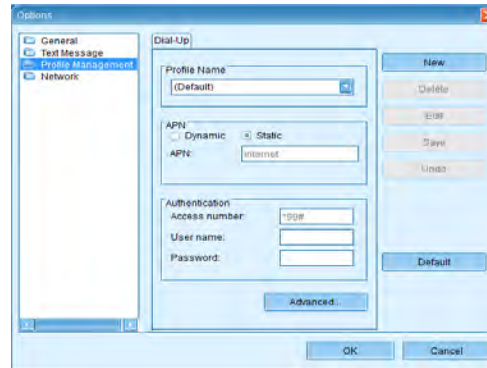 Options
General
Text Message
Profile Management
Network
Dial-Up
Profile Name
(Default)
APN
Dynamic
Static
APN:
internet
Authentication
Access number:
*99#
User name:
Password:
Advanced...
New
Delete
Edit
Save
Undo
Default
OK
Cancel